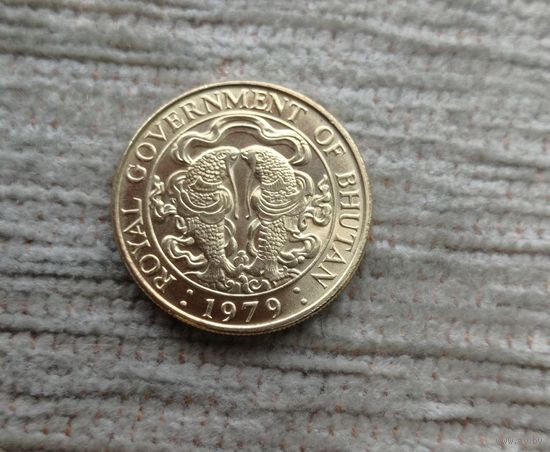 ROYAL GOVERNMENT OF BHUTAN
1979